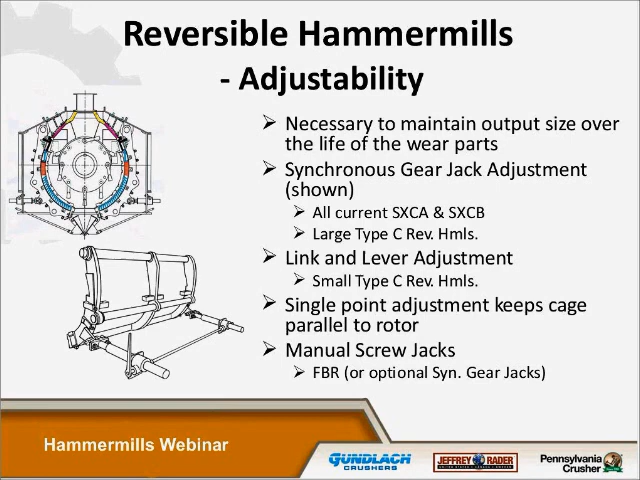 Reversible Hammermills
- Adjustability
➢ Necessary to maintain output size over
the life of the wear parts
➢ Synchronous Gear Jack Adjustment
(shown)
➢ All current SXCA & SXCB
➢ Large Type C Rev. Hmls.
➢ Link and Lever Adjustment
➢ Small Type C Rev. Hmls.
➢ Single point adjustment keeps cage
parallel to rotor
➢ Manual Screw Jacks
➢ FBR (or optional Syn. Gear Jacks)
Hammermills Webinar
GUNDLACH
CRUSHERS
JEFFREY RADER
Pennsylvania
Crusher